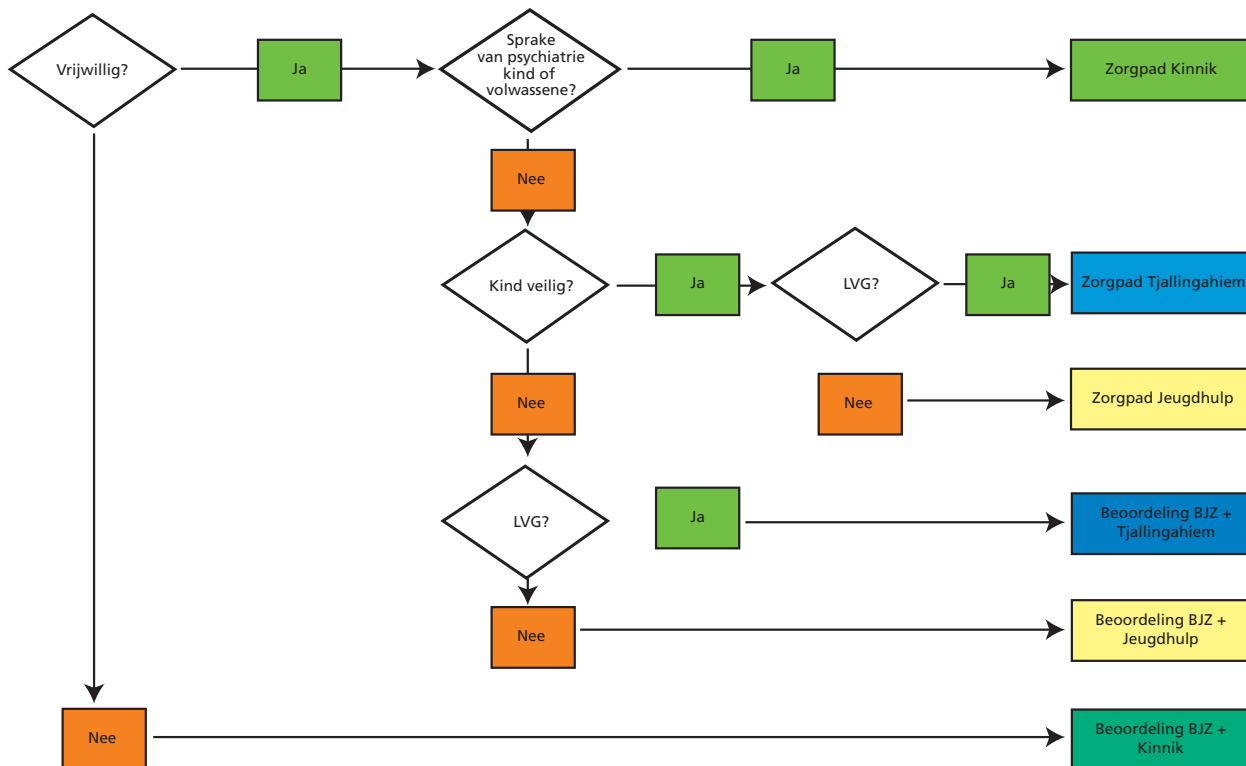 Vrijwillig?
Ja
Sprake
van psychiatrie
kind of
volwassene?
Ja
Zorgpad Kinnik
Nee
Kind veilig?
Ja
LVG?
Ja
Zorgpad Tjallingahiem
Nee
Nee
Zorgpad Jeugdhulp
LVG?
Ja
Beoordeling BJZ +
Tjallingahiem
Nee
Beoordeling BJZ +
Jeugdhulp
Nee
Beoordeling BJZ +
Kinnik